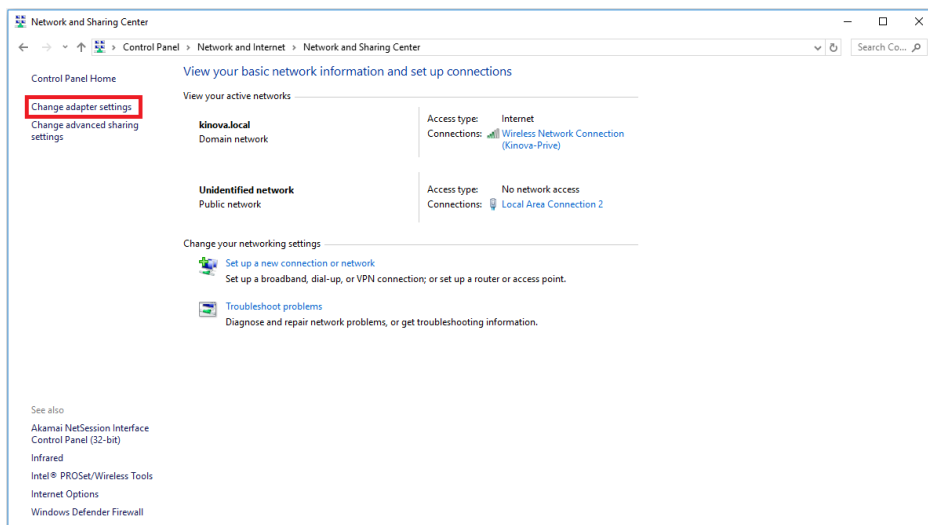 Network and Sharing Center
Control Panel > Network and Internet > Network and Sharing Center
Search Co...
Control Panel Home
Change adapter settings
Change advanced sharing
settings
View your basic network information and set up connections
View your active networks
kinova.local
Domain network
Access type: Internet
Connections: Wireless Network Connection
(Kinova-Prive)
Unidentified network
Public network
Access type: No network access
Connections: Local Area Connection 2
Change your networking settings
Set up a new connection or network
Set up a broadband, dial-up, or VPN connection; or set up a router or access point.
Troubleshoot problems
Diagnose and repair network problems, or get troubleshooting information.
See also
Akamai NetSession Interface
Control Panel (32-bit)
Infrared
Intel® PROSet/Wireless Tools
Internet Options
Windows Defender Firewall